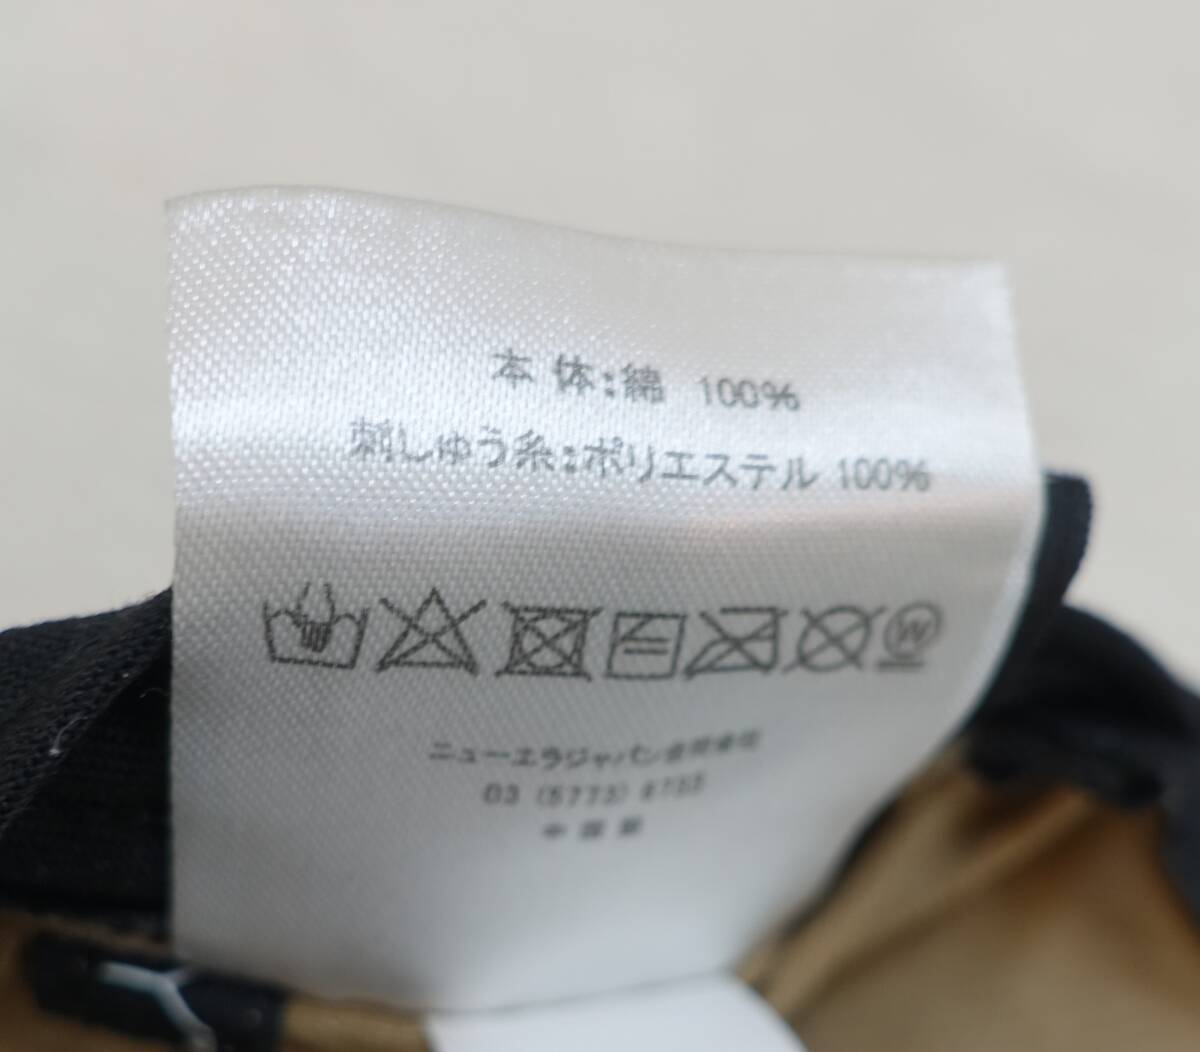 本体:綿 100%
刺しゅう糸:ポリエステル 100%
W
ニューエラジャパン合同会社
03 (5773)
中国製